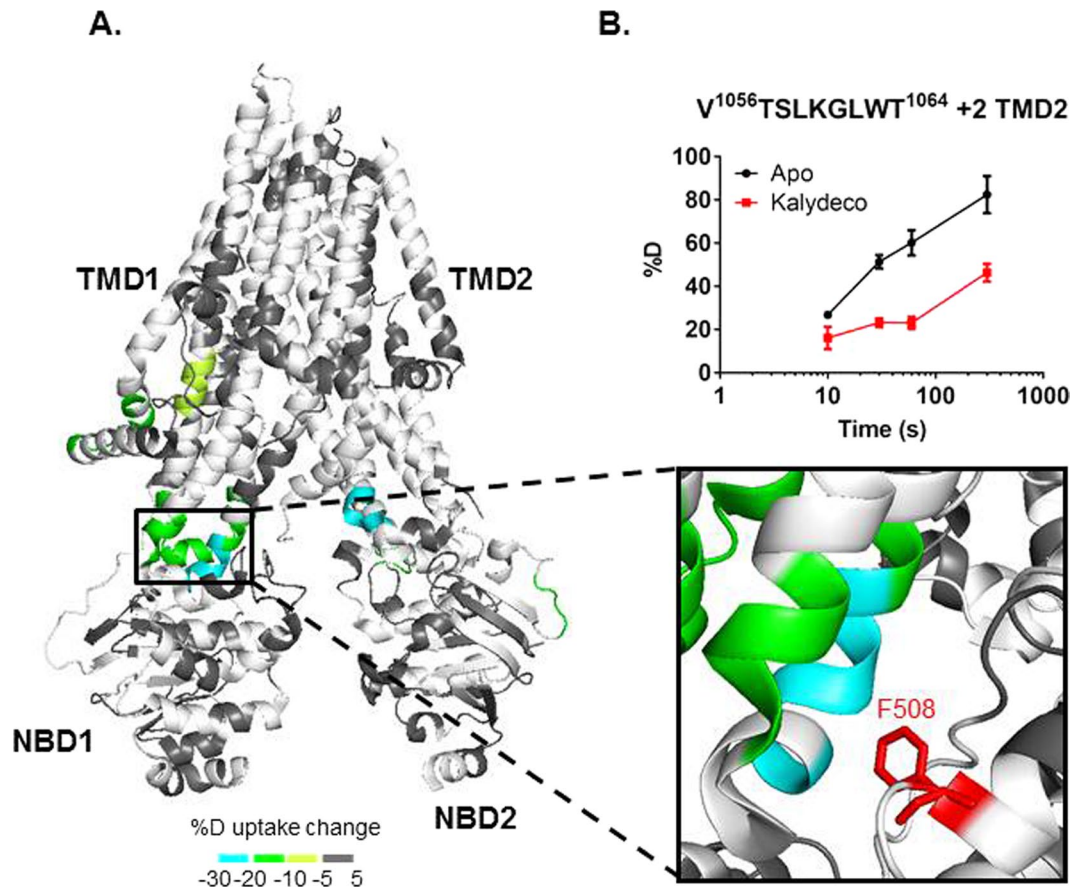 A.
B.
V¹⁰⁵⁶TSLKGLWT¹⁰⁶⁴ +2 TMD2
TMD1
TMD2
Apo
Kalydeco
%D
100
80
60
40
20
0
1 10 100 1000
Time (s)
F508
NBD1
NBD2
%D uptake change
-30 -20 -10 -5 5